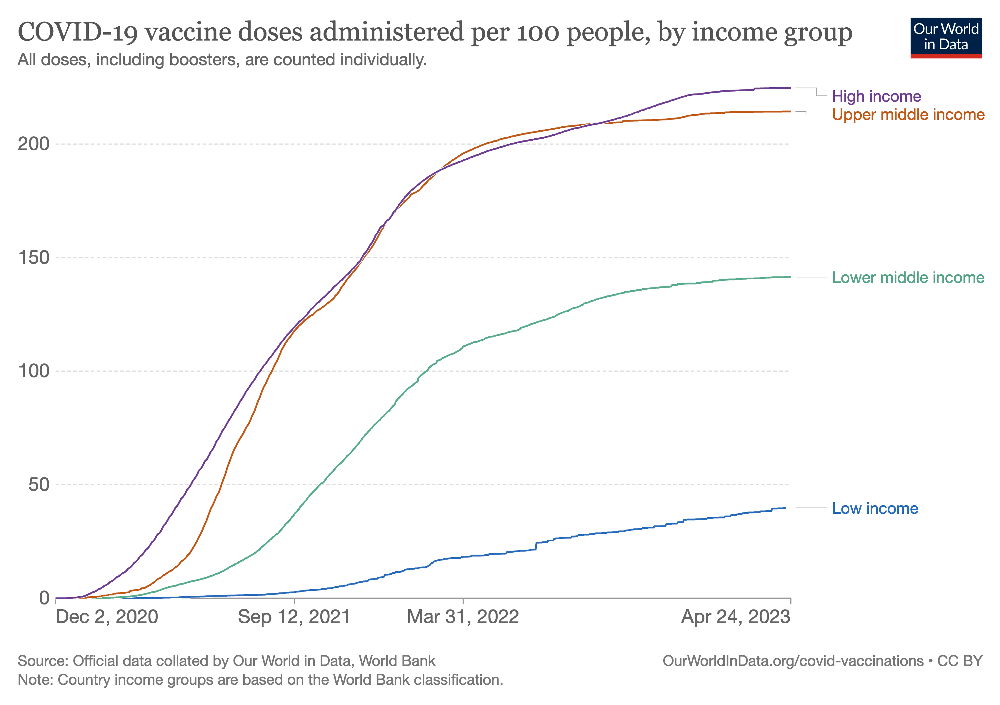 COVID-19 vaccine doses administered per 100 people, by income group
All doses, including boosters, are counted individually.
Our World
in Data
High income
Upper middle income
200
150
Lower middle income
100
50
Low income
0
Dec 2, 2020
Sep 12, 2021
Mar 31, 2022
Apr 24, 2023
Source: Official data collated by Our World in Data, World Bank
OurWorldInData.org/covid-vaccinations • CC BY
Note: Country income groups are based on the World Bank classification.